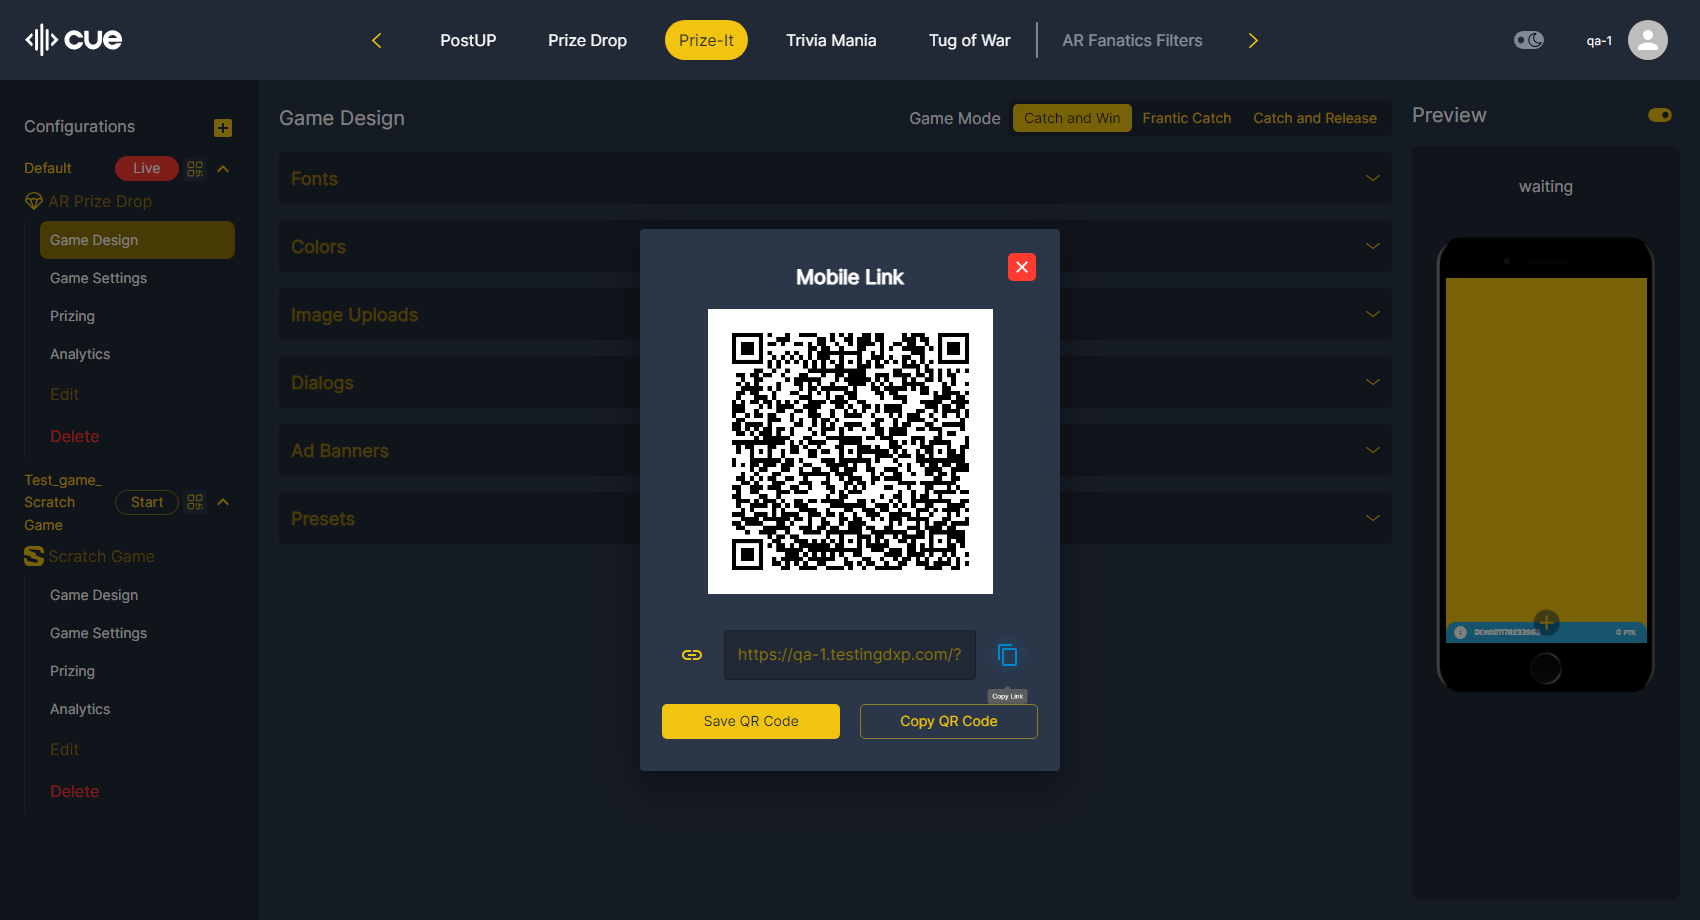 cue
PostUP
Prize Drop
Prize-It
Trivia Mania
Tug of War
AR Fanatics Filters
qa-1
Configurations
Default
Live
AR Prize Drop
Game Design
Game Settings
Prizing
Analytics
Edit
Delete
Test_game_
Scratch
Game
Start
Scratch Game
Game Design
Game Settings
Prizing
Analytics
Edit
Delete
Game Design
Game Mode
Catch and Win
Frantic Catch
Catch and Release
Fonts
Colors
Image Uploads
Dialogs
Ad Banners
Presets
Mobile Link
https://qa-1.testingdxp.com/?
Copy Link
Save QR Code
Copy QR Code
Preview
waiting
0 PTS.